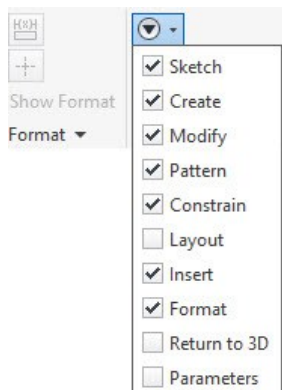 Show Format
Format
Sketch
Create
Modify
Pattern
Constrain
Layout
Insert
Format
Return to 3D
Parameters